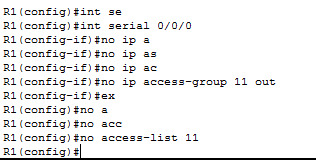 R1(config)#int se
R1(config)#int serial 0/0/0
R1(config-if)#no ip a
R1(config-if)#no ip as
R1(config-if)#no ip ac
R1(config-if)#no ip access-group 11 out
R1(config-if)#ex
R1(config)#no a
R1(config)#no acc
R1(config)#no access-list 11
R1(config)#